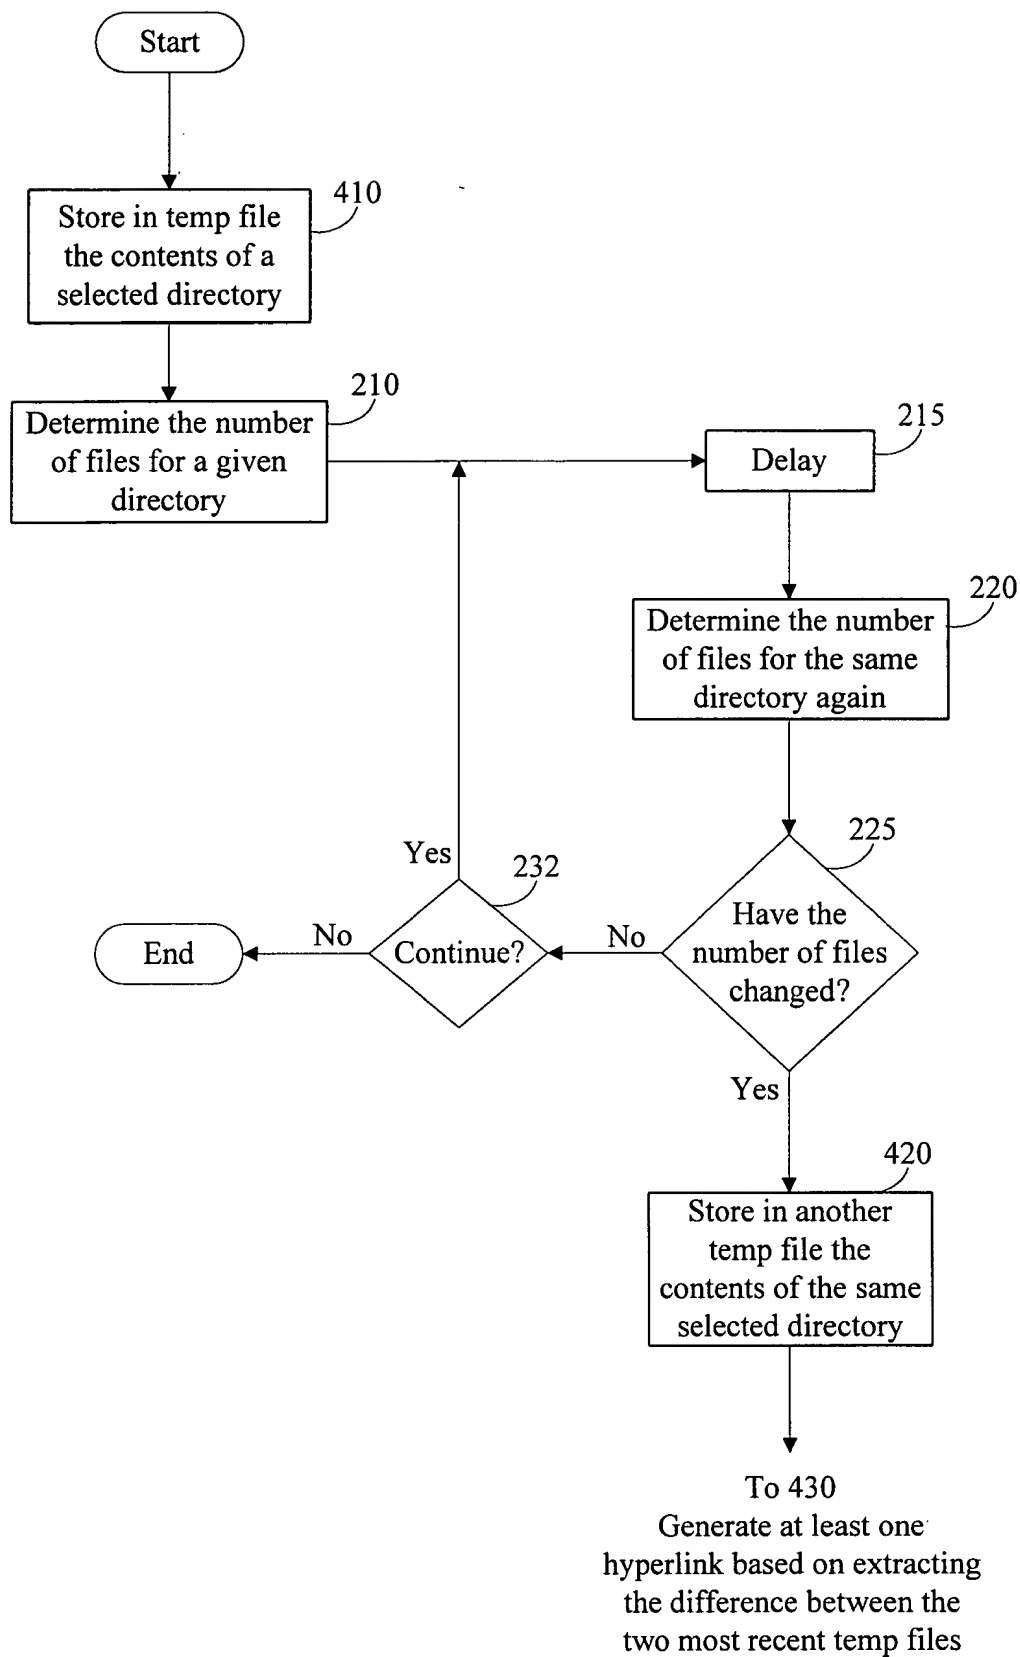 Start
410
Store in temp file
the contents of a
selected directory
210
Determine the number
of files for a given
directory
215
Delay
220
Determine the number
of files for the same
directory again
225
Have the
number of files
changed?
Yes
232
Continue?
No
No
End
Yes
420
Store in another
temp file the
contents of the same
selected directory
To 430
Generate at least one
hyperlink based on extracting
the difference between the
two most recent temp files